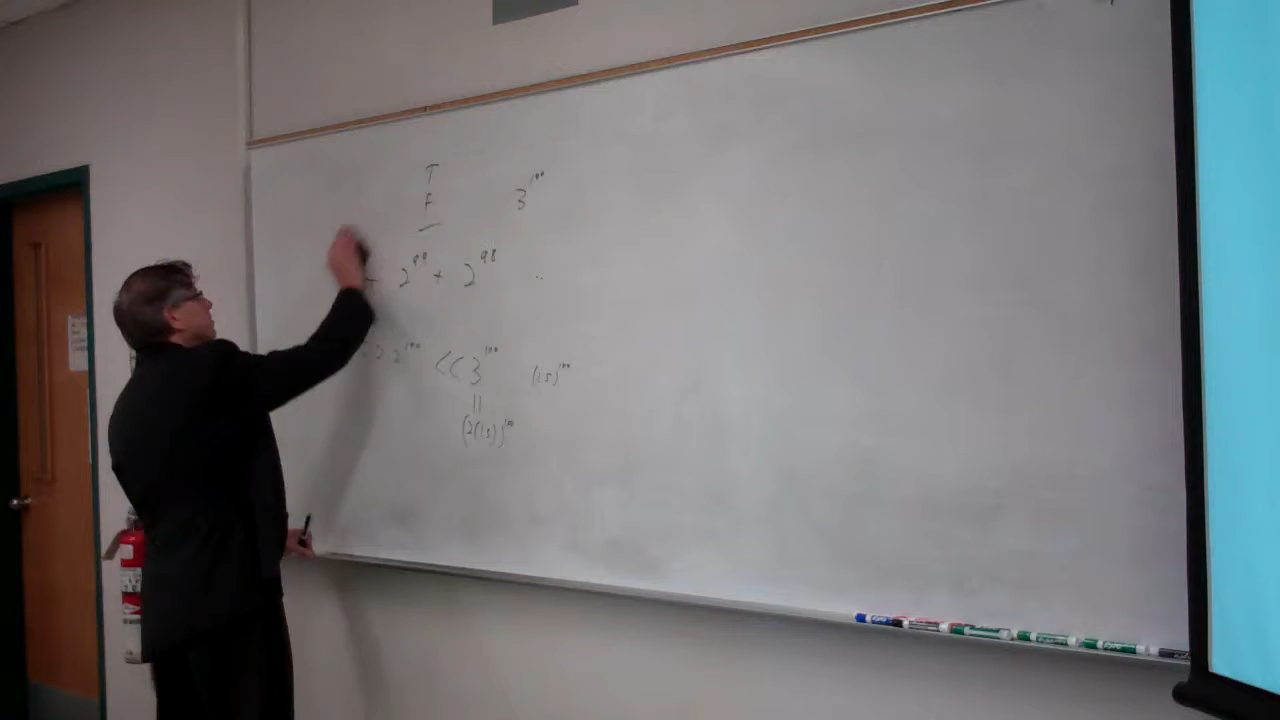 T
F 3^100
—
- 2^99 + 2^98 ..
2^100 << 3^100 (1.5)^100
||
(2(1.5))^100